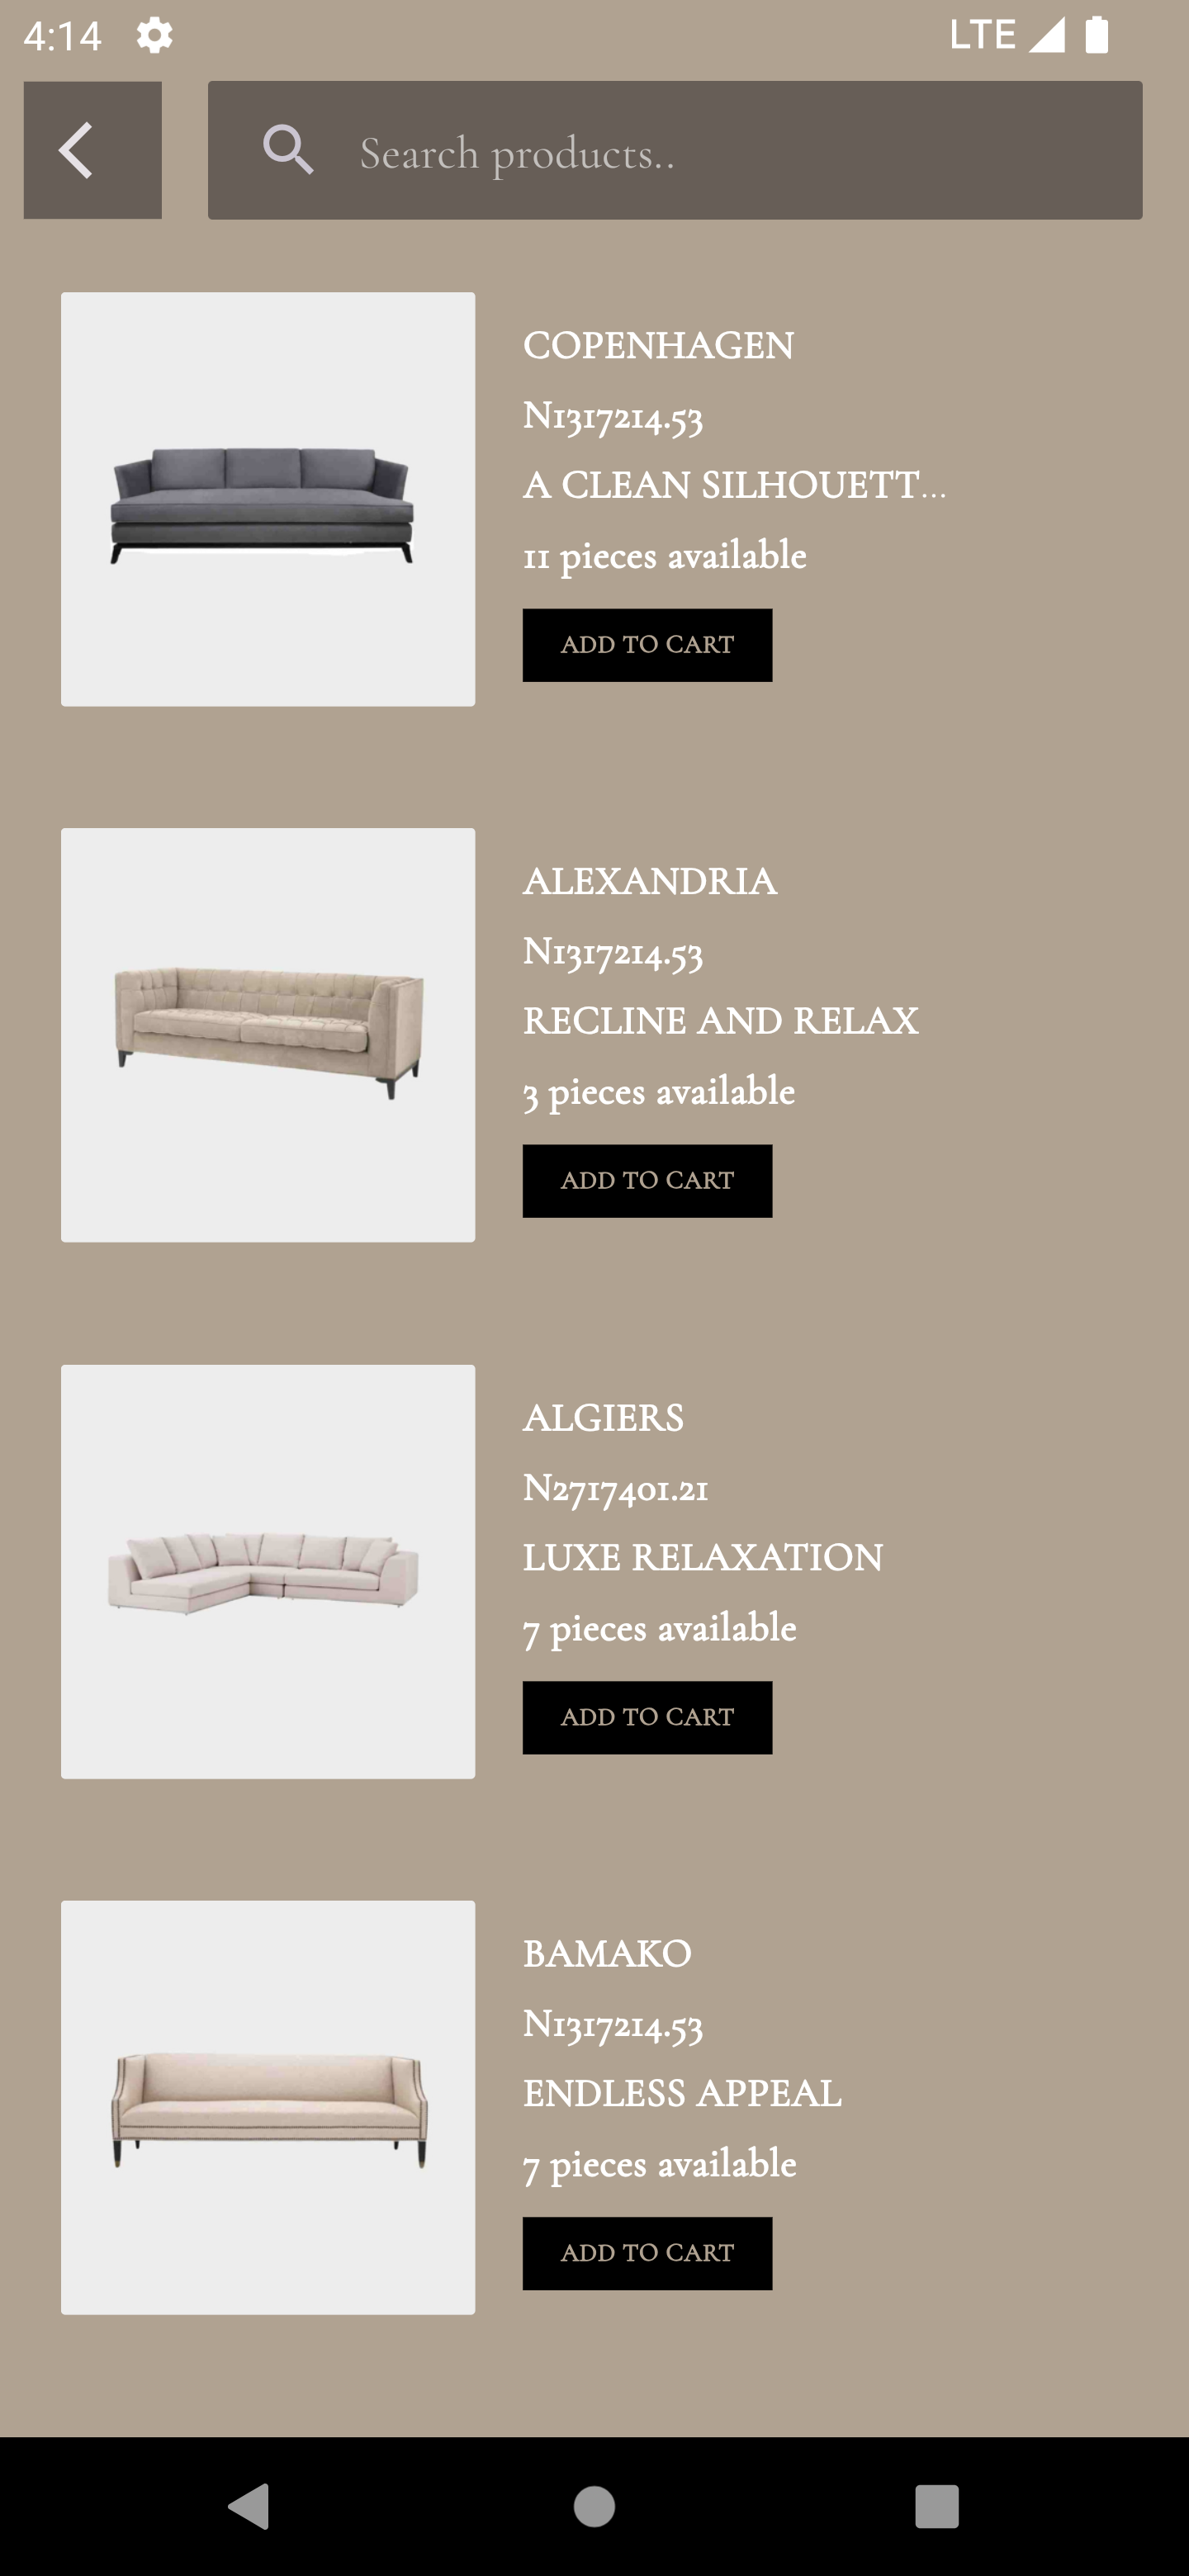 4:14
LTE
Search products..
COPENHAGEN
N1317214.53
A CLEAN SILHOUETT...
11 pieces available
ADD TO CART
ALEXANDRIA
N1317214.53
RECLINE AND RELAX
3 pieces available
ADD TO CART
ALGIERS
N2717401.21
LUXE RELAXATION
7 pieces available
ADD TO CART
BAMAKO
N1317214.53
ENDLESS APPEAL
7 pieces available
ADD TO CART